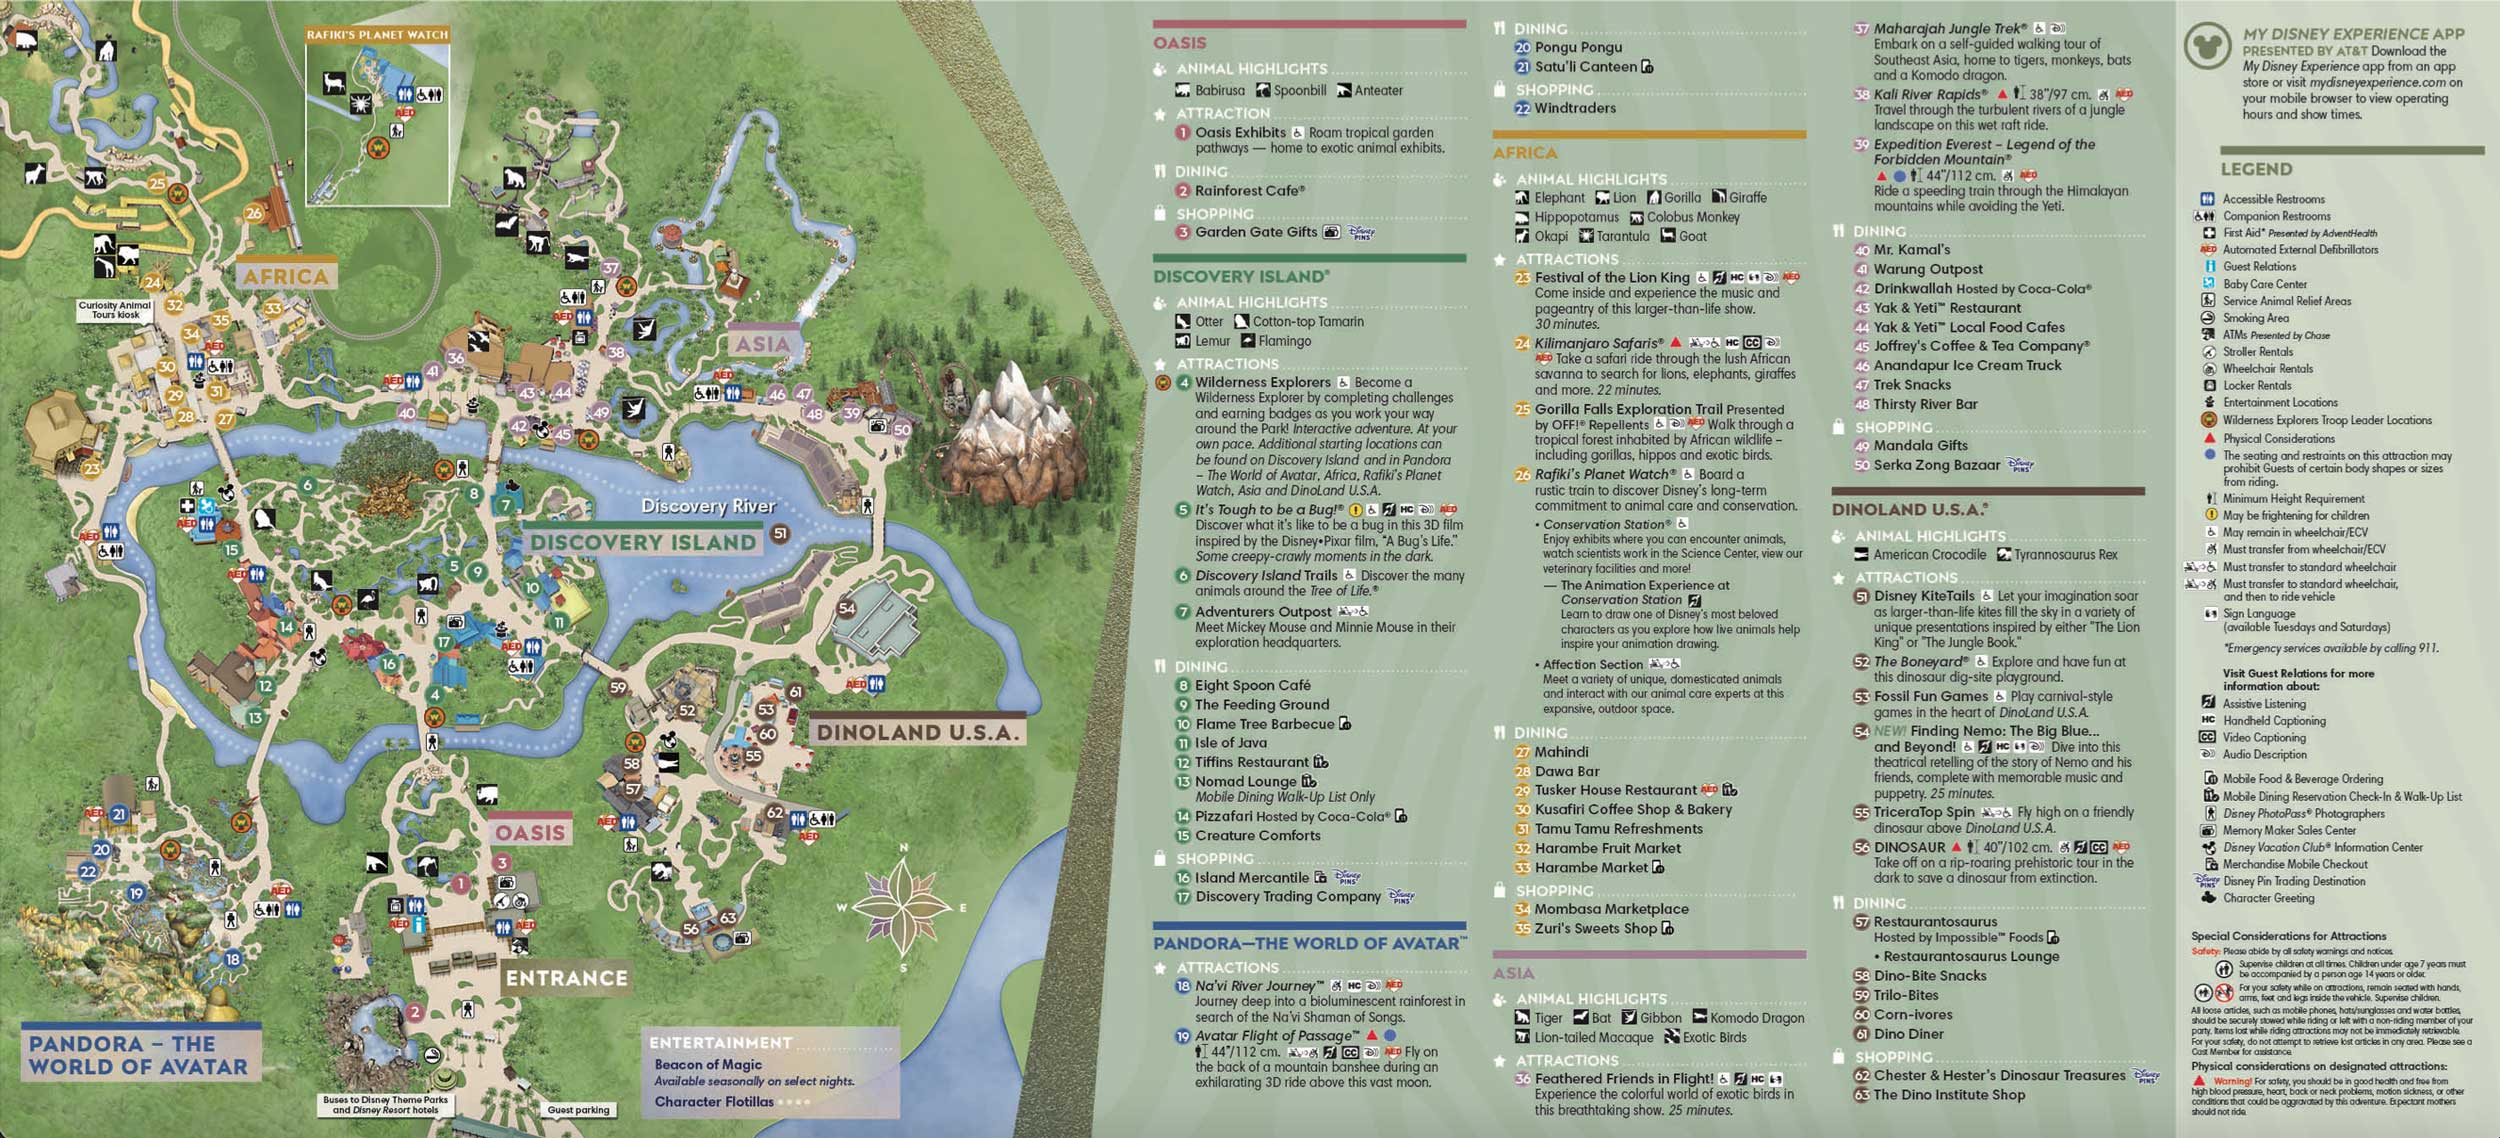 RAFIKI'S PLANET WATCH
AFRICA
Curiosity Animal
Tours kiosk
ASIA
Discovery River
DISCOVERY ISLAND
DINOLAND U.S.A.
OASIS
ENTRANCE
PANDORA – THE
WORLD OF AVATAR
Buses to Disney Theme Parks
and Disney Resort hotels
Guest parking
N
W
E
S
ENTERTAINMENT
Beacon of Magic
Available seasonally on select nights.
Character Flotillas
OASIS
ANIMAL HIGHLIGHTS
Babirusa Spoonbill Anteater
ATTRACTION
1 Oasis Exhibits Roam tropical garden
pathways — home to exotic animal exhibits.
DINING
2 Rainforest Cafe®
SHOPPING
3 Garden Gate Gifts Disney PINS
DISCOVERY ISLAND®
ANIMAL HIGHLIGHTS
Otter Cotton-top Tamarin
Lemur Flamingo
ATTRACTIONS
4 Wilderness Explorers Become a
Wilderness Explorer by completing challenges
and earning badges as you work your way
around the Park! Interactive adventure. At your
own pace. Additional starting locations can
be found on Discovery Island and in Pandora
– The World of Avatar, Africa, Rafiki's Planet
Watch, Asia and DinoLand U.S.A.
5 It's Tough to be a Bug!® HC AED
Discover what it's like to be a bug in this 3D film
inspired by the Disney•Pixar film, "A Bug's Life."
Some creepy-crawly moments in the dark.
6 Discovery Island Trails Discover the many
animals around the Tree of Life.®
7 Adventurers Outpost
Meet Mickey Mouse and Minnie Mouse in their
exploration headquarters.
DINING
8 Eight Spoon Café
9 The Feeding Ground
10 Flame Tree Barbecue
11 Isle of Java
12 Tiffins Restaurant
13 Nomad Lounge
Mobile Dining Walk-Up List Only
14 Pizzafari Hosted by Coca-Cola®
15 Creature Comforts
SHOPPING
16 Island Mercantile Disney PINS
17 Discovery Trading Company Disney PINS
PANDORA—THE WORLD OF AVATAR™
ATTRACTIONS
18 Na'vi River Journey™ HC AED
Journey deep into a bioluminescent rainforest in
search of the Na'vi Shaman of Songs.
19 Avatar Flight of Passage™
44"/112 cm. CC AED Fly on
the back of a mountain banshee during an
exhilarating 3D ride above this vast moon.
DINING
20 Pongu Pongu
21 Satu'li Canteen
SHOPPING
22 Windtraders
AFRICA
ANIMAL HIGHLIGHTS
Elephant Lion Gorilla Giraffe
Hippopotamus Colobus Monkey
Okapi Tarantula Goat
ATTRACTIONS
23 Festival of the Lion King HC AED
Come inside and experience the music and
pageantry of this larger-than-life show.
30 minutes.
24 Kilimanjaro Safaris® HC CC
AED Take a safari ride through the lush African
savanna to search for lions, elephants, giraffes
and more. 22 minutes.
25 Gorilla Falls Exploration Trail Presented
by OFF!® Repellents AED Walk through a
tropical forest inhabited by African wildlife –
including gorillas, hippos and exotic birds.
26 Rafiki's Planet Watch® Board a
rustic train to discover Disney's long-term
commitment to animal care and conservation.
• Conservation Station®
Enjoy exhibits where you can encounter animals,
watch scientists work in the Science Center, view our
veterinary facilities and more!
— The Animation Experience at
Conservation Station
Learn to draw one of Disney's most beloved
characters as you explore how live animals help
inspire your animation drawing.
• Affection Section
Meet a variety of unique, domesticated animals
and interact with our animal care experts at this
expansive, outdoor space.
DINING
27 Mahindi
28 Dawa Bar
29 Tusker House Restaurant AED
30 Kusafiri Coffee Shop & Bakery
31 Tamu Tamu Refreshments
32 Harambe Fruit Market
33 Harambe Market
SHOPPING
34 Mombasa Marketplace
35 Zuri's Sweets Shop
ASIA
ANIMAL HIGHLIGHTS
Tiger Bat Gibbon Komodo Dragon
Lion-tailed Macaque Exotic Birds
ATTRACTIONS
36 Feathered Friends in Flight! HC
Experience the colorful world of exotic birds in
this breathtaking show. 25 minutes.
37 Maharajah Jungle Trek®
Embark on a self-guided walking tour of
Southeast Asia, home to tigers, monkeys, bats
and a Komodo dragon.
38 Kali River Rapids® 38"/97 cm. AED
Travel through the turbulent rivers of a jungle
landscape on this wet raft ride.
39 Expedition Everest – Legend of the
Forbidden Mountain®
44"/112 cm. AED
Ride a speeding train through the Himalayan
mountains while avoiding the Yeti.
DINING
40 Mr. Kamal's
41 Warung Outpost
42 Drinkwallah Hosted by Coca-Cola®
43 Yak & Yeti™ Restaurant
44 Yak & Yeti™ Local Food Cafes
45 Joffrey's Coffee & Tea Company®
46 Anandapur Ice Cream Truck
47 Trek Snacks
48 Thirsty River Bar
SHOPPING
49 Mandala Gifts
50 Serka Zong Bazaar Disney PINS
DINOLAND U.S.A.®
ANIMAL HIGHLIGHTS
American Crocodile Tyrannosaurus Rex
ATTRACTIONS
51 Disney KiteTails Let your imagination soar
as larger-than-life kites fill the sky in a variety of
unique presentations inspired by either "The Lion
King" or "The Jungle Book."
52 The Boneyard® Explore and have fun at
this dinosaur dig-site playground.
53 Fossil Fun Games Play carnival-style
games in the heart of DinoLand U.S.A.
54 NEW! Finding Nemo: The Big Blue...
and Beyond! HC Dive into this
theatrical retelling of the story of Nemo and his
friends, complete with memorable music and
puppetry. 25 minutes.
55 TriceraTop Spin Fly high on a friendly
dinosaur above DinoLand U.S.A.
56 DINOSAUR 40"/102 cm. CC AED
Take off on a rip-roaring prehistoric tour in the
dark to save a dinosaur from extinction.
DINING
57 Restaurantosaurus
Hosted by Impossible™ Foods
• Restaurantosaurus Lounge
58 Dino-Bite Snacks
59 Trilo-Bites
60 Corn-ivores
61 Dino Diner
SHOPPING
62 Chester & Hester's Dinosaur Treasures Disney PINS
63 The Dino Institute Shop
MY DISNEY EXPERIENCE APP
PRESENTED BY AT&T Download the
My Disney Experience app from an app
store or visit mydisneyexperience.com on
your mobile browser to view operating
hours and show times.
LEGEND
Accessible Restrooms
Companion Restrooms
First Aid* Presented by AdventHealth
AED Automated External Defibrillators
Guest Relations
Baby Care Center
Service Animal Relief Areas
Smoking Area
ATMs Presented by Chase
Stroller Rentals
Wheelchair Rentals
Locker Rentals
Entertainment Locations
Wilderness Explorers Troop Leader Locations
Physical Considerations
The seating and restraints on this attraction may
prohibit Guests of certain body shapes or sizes
from riding.
Minimum Height Requirement
May be frightening for children
May remain in wheelchair/ECV
Must transfer from wheelchair/ECV
Must transfer to standard wheelchair
Must transfer to standard wheelchair,
and then to ride vehicle
Sign Language
(available Tuesdays and Saturdays)
*Emergency services available by calling 911.
Visit Guest Relations for more
information about:
Assistive Listening
HC Handheld Captioning
CC Video Captioning
Audio Description
Mobile Food & Beverage Ordering
Mobile Dining Reservation Check-In & Walk-Up List
Disney PhotoPass® Photographers
Memory Maker Sales Center
Disney Vacation Club® Information Center
Merchandise Mobile Checkout
Disney PINS Disney Pin Trading Destination
Character Greeting
Special Considerations for Attractions
Safety: Please abide by all safety warnings and notices.
Supervise children at all times. Children under age 7 years must
be accompanied by a person age 14 years or older.
For your safety while on attractions, remain seated with hands,
arms, feet and legs inside the vehicle. Supervise children.
All loose articles, such as mobile phones, hats/sunglasses and water bottles,
should be securely stowed while riding or left with a non-riding member of your
party. Items lost while riding attractions may not be immediately retrievable.
For your safety, do not attempt to retrieve lost articles in any area. Please see a
Cast Member for assistance.
Physical considerations on designated attractions:
Warning! For safety, you should be in good health and free from
high blood pressure, heart, back or neck problems, motion sickness, or other
conditions that could be aggravated by this adventure. Expectant mothers
should not ride.